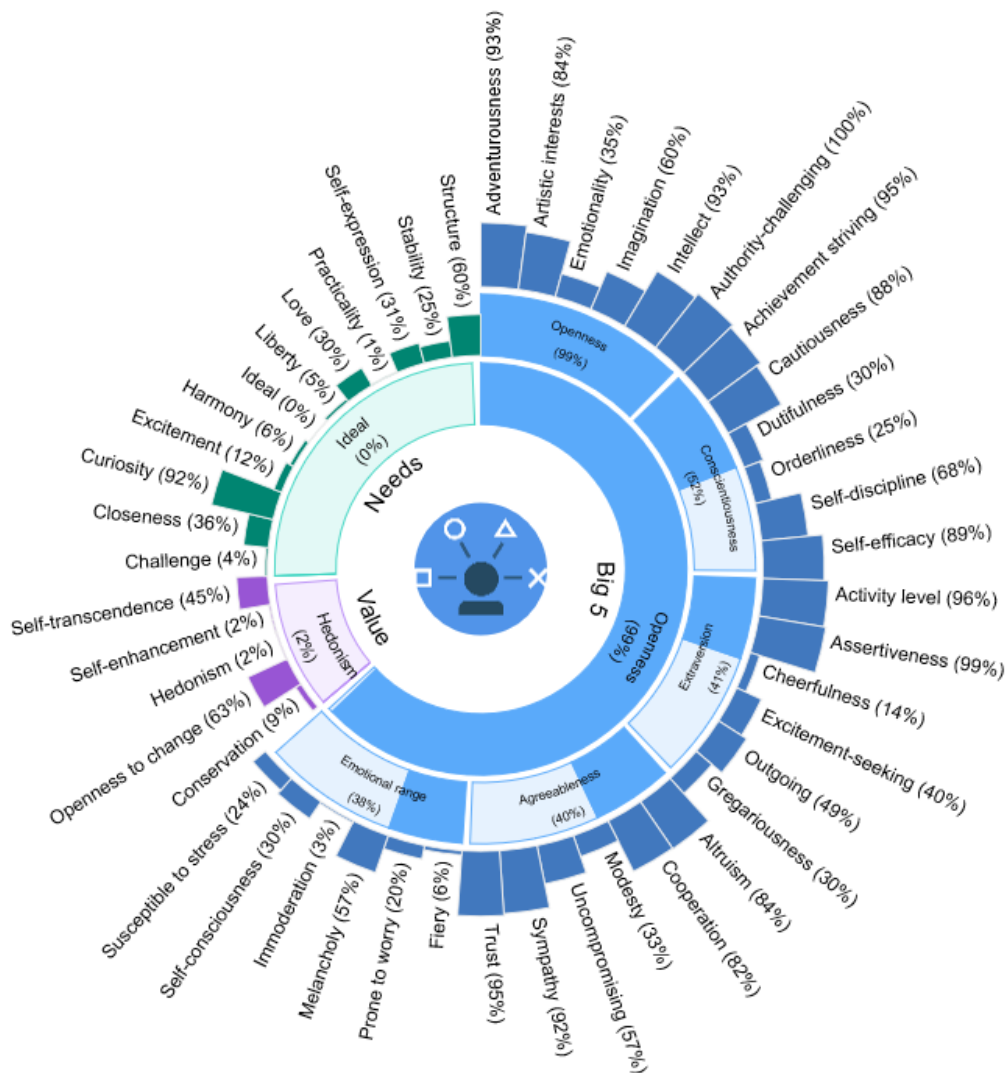 Adventurousness (93%)
Artistic interests (84%)
Emotionality (35%)
Imagination (60%)
Intellect (93%)
Authority-challenging (100%)
Achievement striving (95%)
Cautiousness (88%)
Dutifulness (30%)
Orderliness (25%)
Self-discipline (68%)
Self-efficacy (89%)
Activity level (96%)
Assertiveness (99%)
Cheerfulness (14%)
Excitement-seeking (40%)
Outgoing (49%)
Gregariousness (30%)
Altruism (84%)
Cooperation (82%)
Modesty (33%)
Uncompromising (57%)
Sympathy (92%)
Trust (95%)
Fiery (6%)
Prone to worry (20%)
Melancholy (57%)
Immoderation (3%)
Self-consciousness (30%)
Susceptible to stress (24%)
Conservation (9%)
Openness to change (63%)
Hedonism (2%)
Self-enhancement (2%)
Self-transcendence (45%)
Challenge (4%)
Closeness (36%)
Curiosity (92%)
Excitement (12%)
Harmony (6%)
Ideal (0%)
Liberty (5%)
Love (30%)
Practicality (1%)
Self-expression (31%)
Stability (25%)
Structure (60%)
Openness
(99%)
Conscientiousness
(52%)
Extraversion
(41%)
Agreeableness
(40%)
Emotional range
(38%)
Hedonism
(2%)
Ideal
(0%)
Openness
(99%)
Needs
Value
Big 5